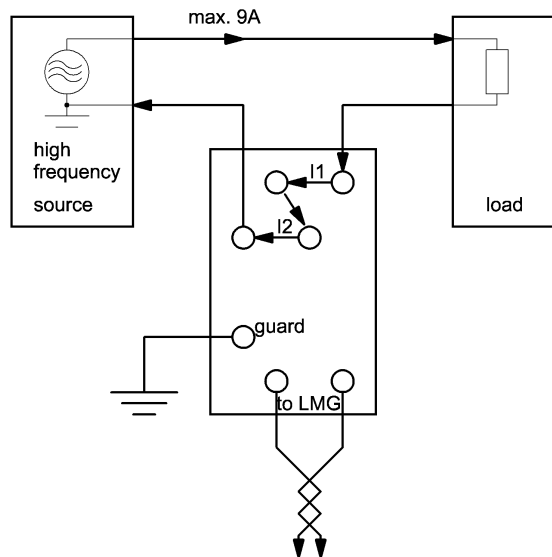 max. 9A
high
frequency
source
load
I1
I2
guard
to LMG